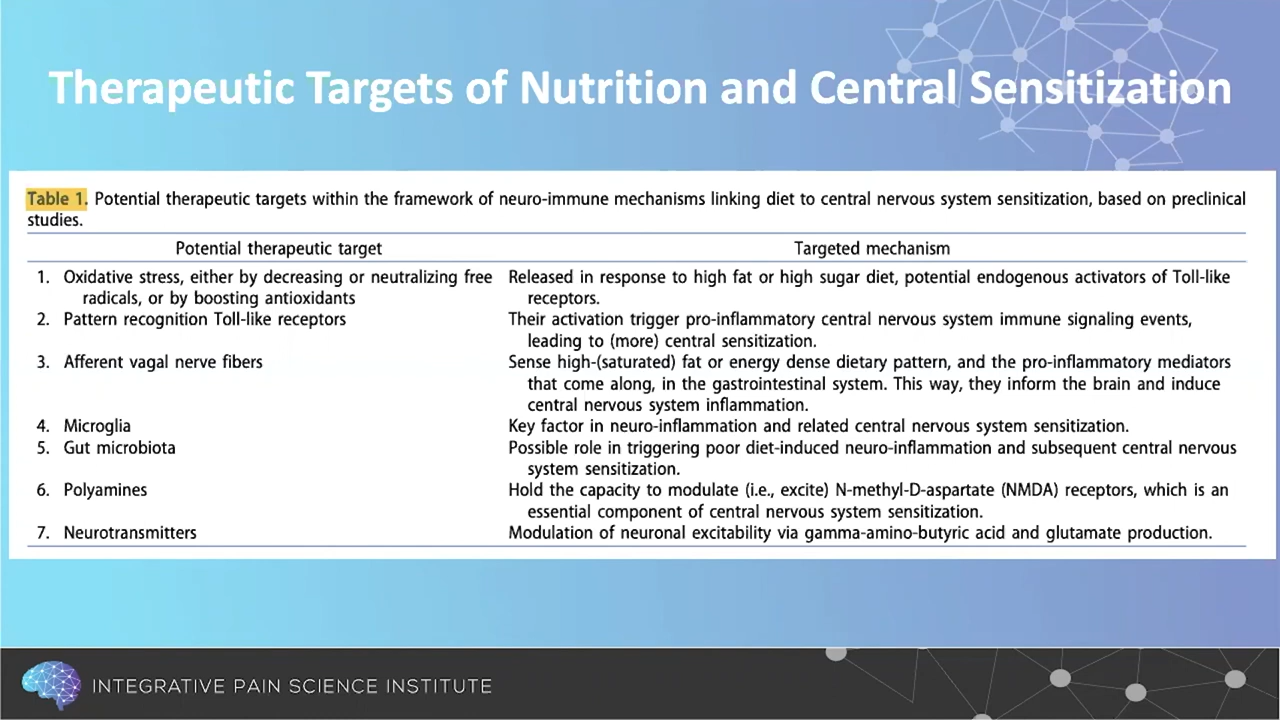 Therapeutic Targets of Nutrition and Central Sensitization
Table 1. Potential therapeutic targets within the framework of neuro-immune mechanisms linking diet to central nervous system sensitization, based on preclinical
studies.
Potential therapeutic target
Targeted mechanism
1. Oxidative stress, either by decreasing or neutralizing free
radicals, or by boosting antioxidants
Released in response to high fat or high sugar diet, potential endogenous activators of Toll-like
receptors.
2. Pattern recognition Toll-like receptors
Their activation trigger pro-inflammatory central nervous system immune signaling events,
leading to (more) central sensitization.
3. Afferent vagal nerve fibers
Sense high-(saturated) fat or energy dense dietary pattern, and the pro-inflammatory mediators
that come along, in the gastrointestinal system. This way, they inform the brain and induce
central nervous system inflammation.
4. Microglia
Key factor in neuro-inflammation and related central nervous system sensitization.
5. Gut microbiota
Possible role in triggering poor diet-induced neuro-inflammation and subsequent central nervous
system sensitization.
6. Polyamines
Hold the capacity to modulate (i.e., excite) N-methyl-D-aspartate (NMDA) receptors, which is an
essential component of central nervous system sensitization.
7. Neurotransmitters
Modulation of neuronal excitability via gamma-amino-butyric acid and glutamate production.
INTEGRATIVE PAIN SCIENCE INSTITUTE